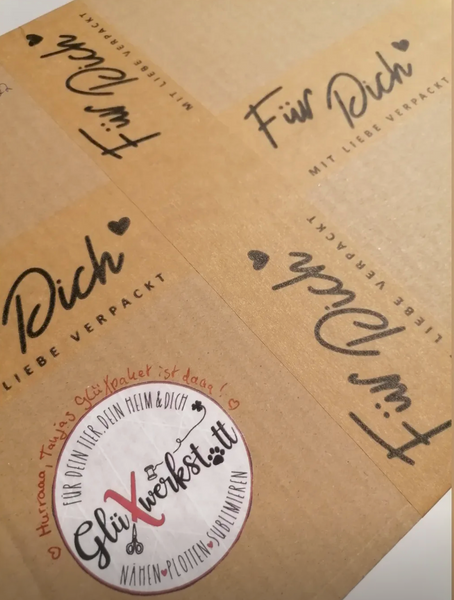 Für Dich
MIT LIEBE VERPACKT
Für Dich
MIT LIEBE VERPACKT
Dich
LIEBE VERPACKT
Für Dich
LIEBE VERPACKT
♡ Hurraaa, Tanjas Glüxpaket ist daaa! ♡
FÜR DEIN TIER, DEIN HEIM & DICH
GlüXwerkstatt
NÄHEN♥PLOTTEN♥SUBLIMIEREN